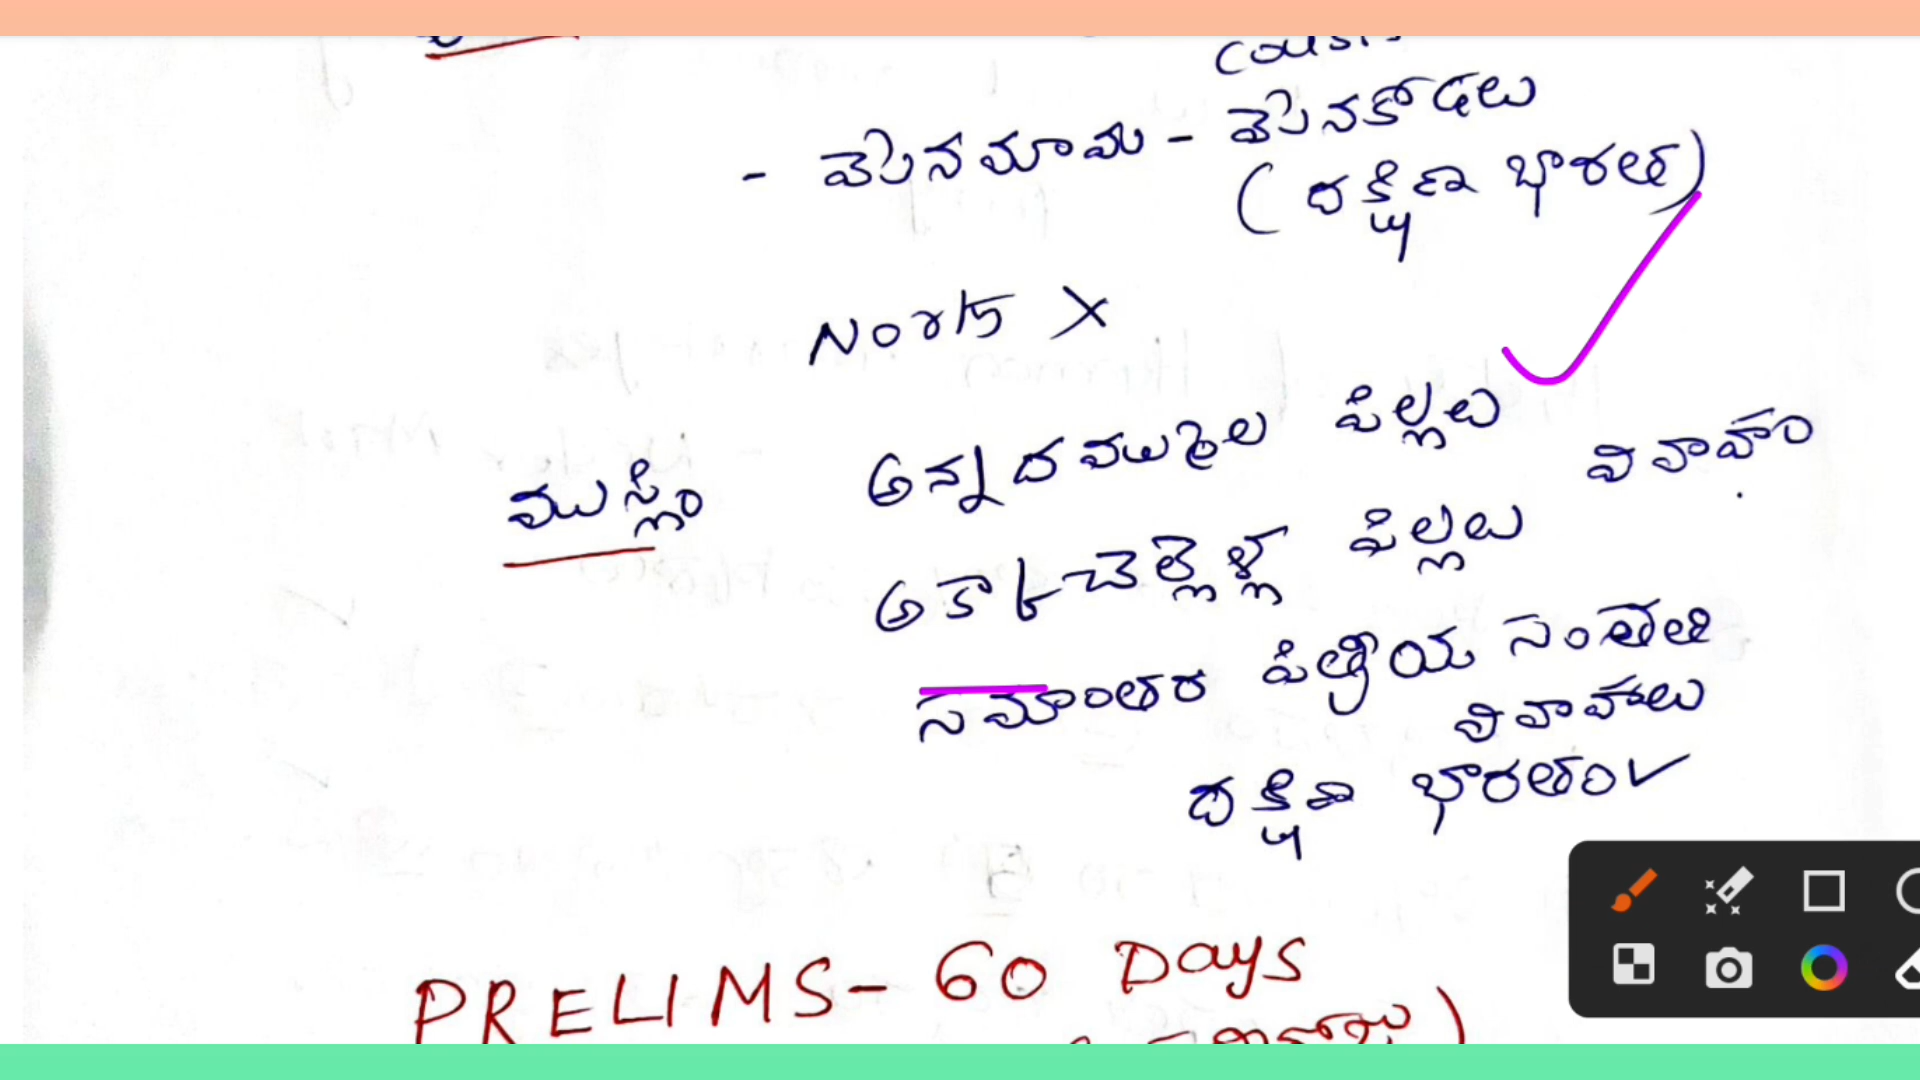 - మేనమామ - మేనకోడలు
(దక్షిణ భారత)
North X
ముస్లిం
అన్నదమ్ముల పిల్లలు
వివాహం
అకాచెల్లెళ్ల పిల్లలు
సమాంతర పితృీయ సంతతి
వివాహాలు
దక్షిణ భారతం✓
PRELIMS- 60 Days